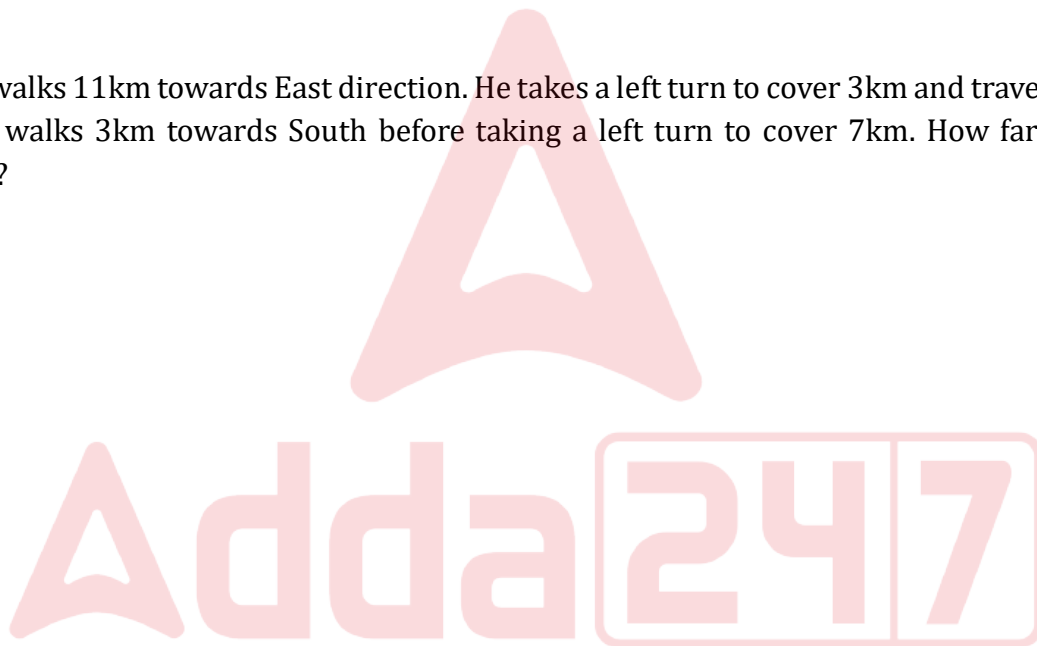 walks 11km towards East direction. He takes a left turn to cover 3km and trave
walks 3km towards South before taking a left turn to cover 7km. How far
?
Adda247